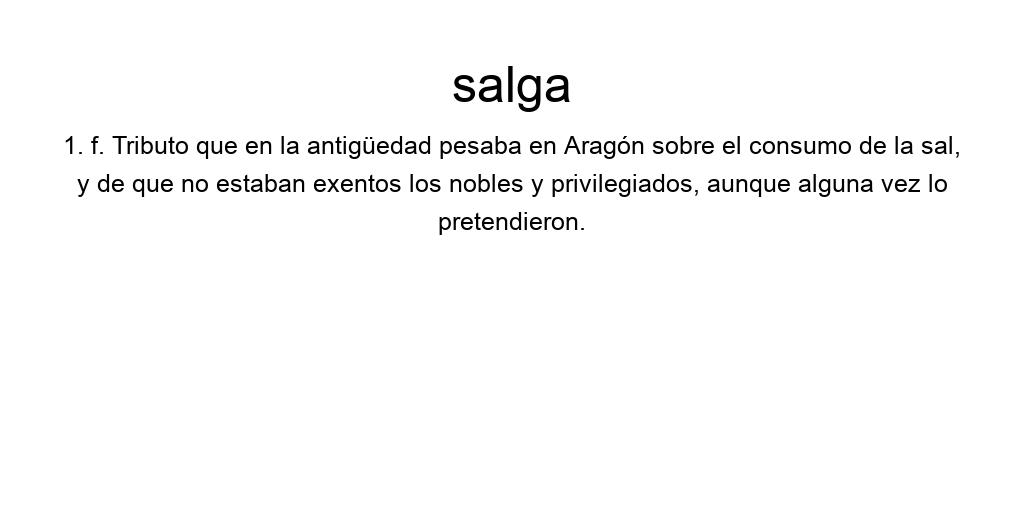 salga
1. f. Tributo que en la antigüedad pesaba en Aragón sobre el consumo de la sal,
y de que no estaban exentos los nobles y privilegiados, aunque alguna vez lo
pretendieron.